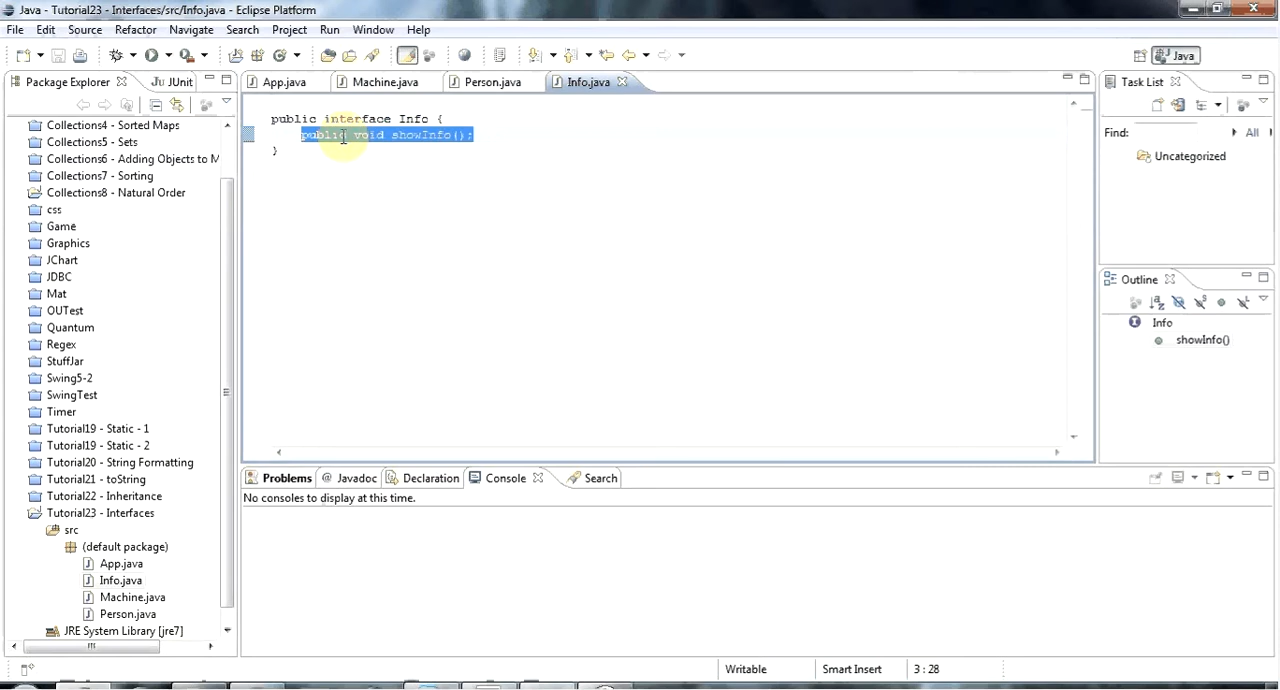 Java - Tutorial23 - Interfaces/src/Info.java - Eclipse Platform
File Edit Source Refactor Navigate Search Project Run Window Help
Java
Package Explorer
Ju JUnit
App.java
Machine.java
Person.java
Info.java
Task List
public interface Info {
public void showInfo();
}
Find:
All
Uncategorized
Collections4 - Sorted Maps
Collections5 - Sets
Collections6 - Adding Objects to M
Collections7 - Sorting
Collections8 - Natural Order
css
Game
Graphics
JChart
JDBC
Mat
OUTest
Quantum
Regex
StuffJar
Swing5-2
SwingTest
Timer
Tutorial19 - Static - 1
Tutorial19 - Static - 2
Tutorial20 - String Formatting
Tutorial21 - toString
Tutorial22 - Inheritance
Tutorial23 - Interfaces
src
(default package)
App.java
Info.java
Machine.java
Person.java
JRE System Library [jre7]
Outline
Info
showInfo()
Problems @ Javadoc Declaration Console Search
No consoles to display at this time.
Writable Smart Insert 3 : 28